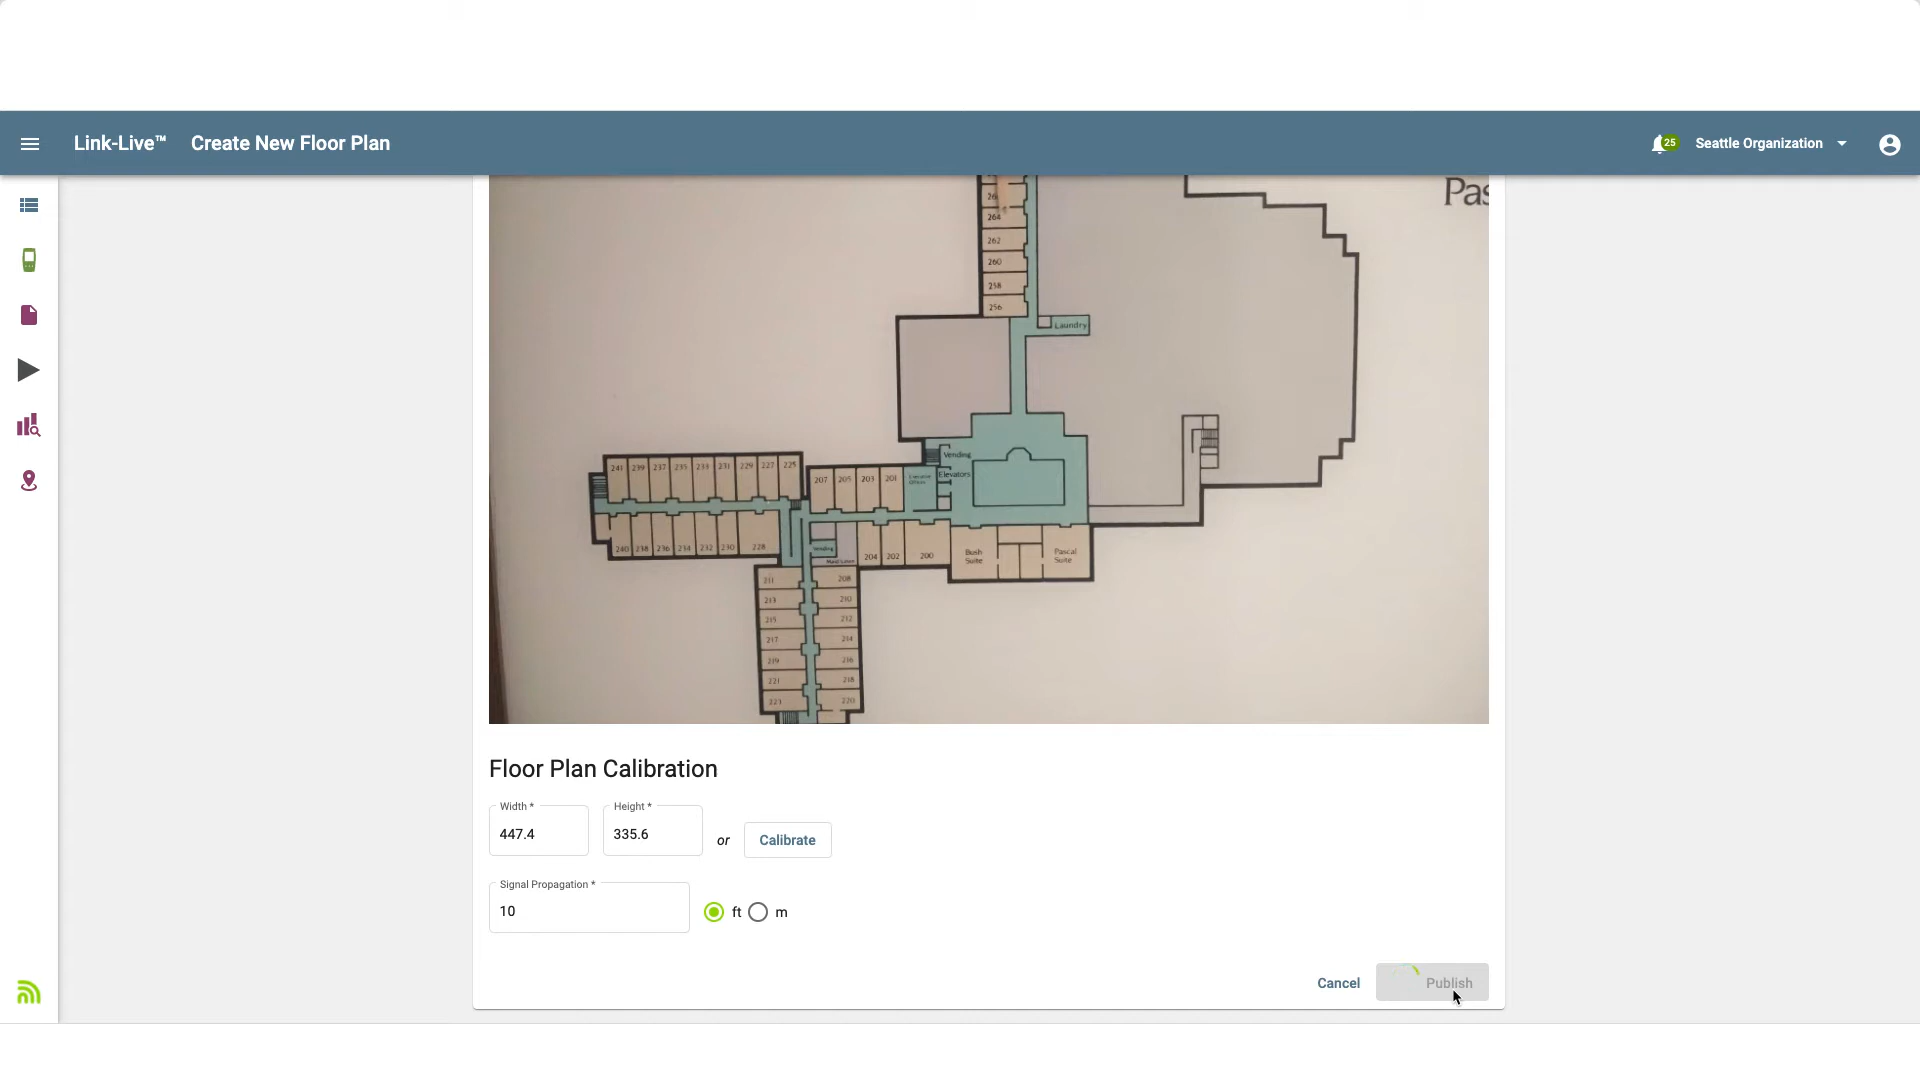 Link-Live™ Create New Floor Plan
25 Seattle Organization
Pas
264
262
260
258
256
Laundry
Vending
Elevators
241 239 237 235 233 231 229 227 225
207 205 203 201
Executive
Offices
240 238 236 234 232 230 228
Vending
Maid Linen
204 202 200
Bush
Suite
Pascal
Suite
211 208
213 210
215 212
217 214
219 216
221 218
223 220
Floor Plan Calibration
Width *
447.4
Height *
335.6
or
Calibrate
Signal Propagation *
10
ft m
Cancel Publish